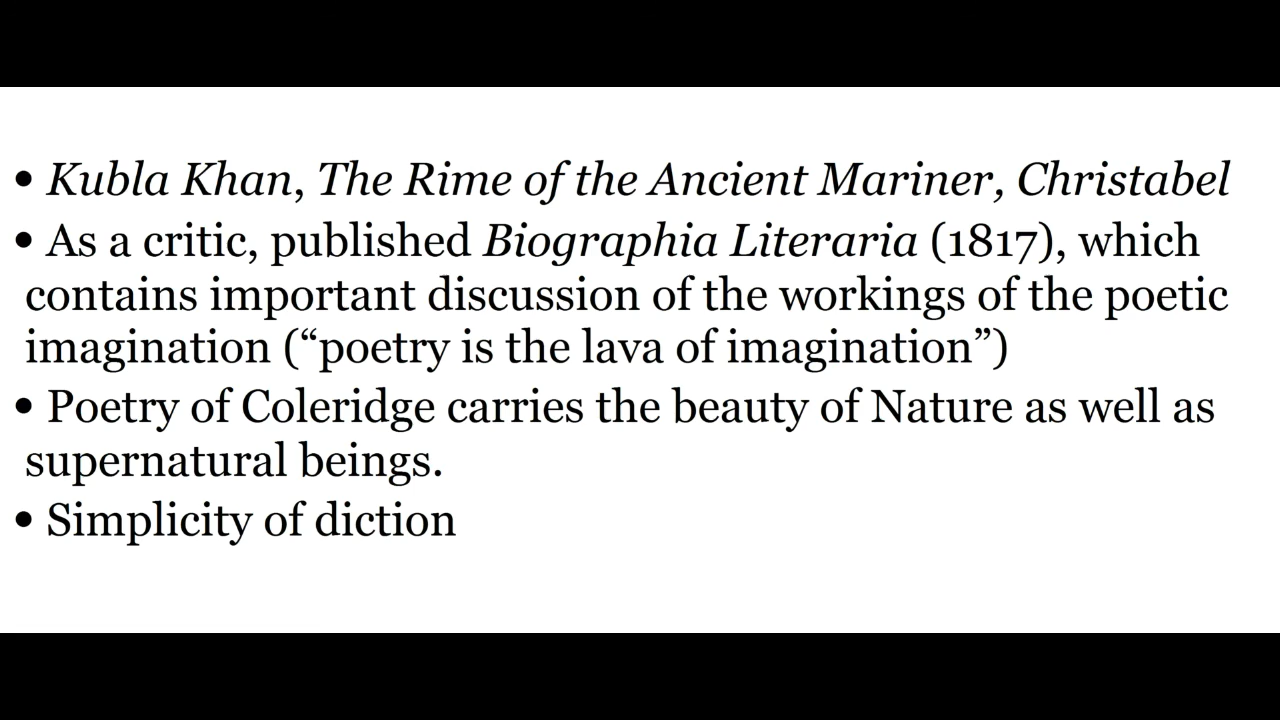 • Kubla Khan, The Rime of the Ancient Mariner, Christabel
• As a critic, published Biographia Literaria (1817), which
contains important discussion of the workings of the poetic
imagination (“poetry is the lava of imagination”)
• Poetry of Coleridge carries the beauty of Nature as well as
supernatural beings.
• Simplicity of diction